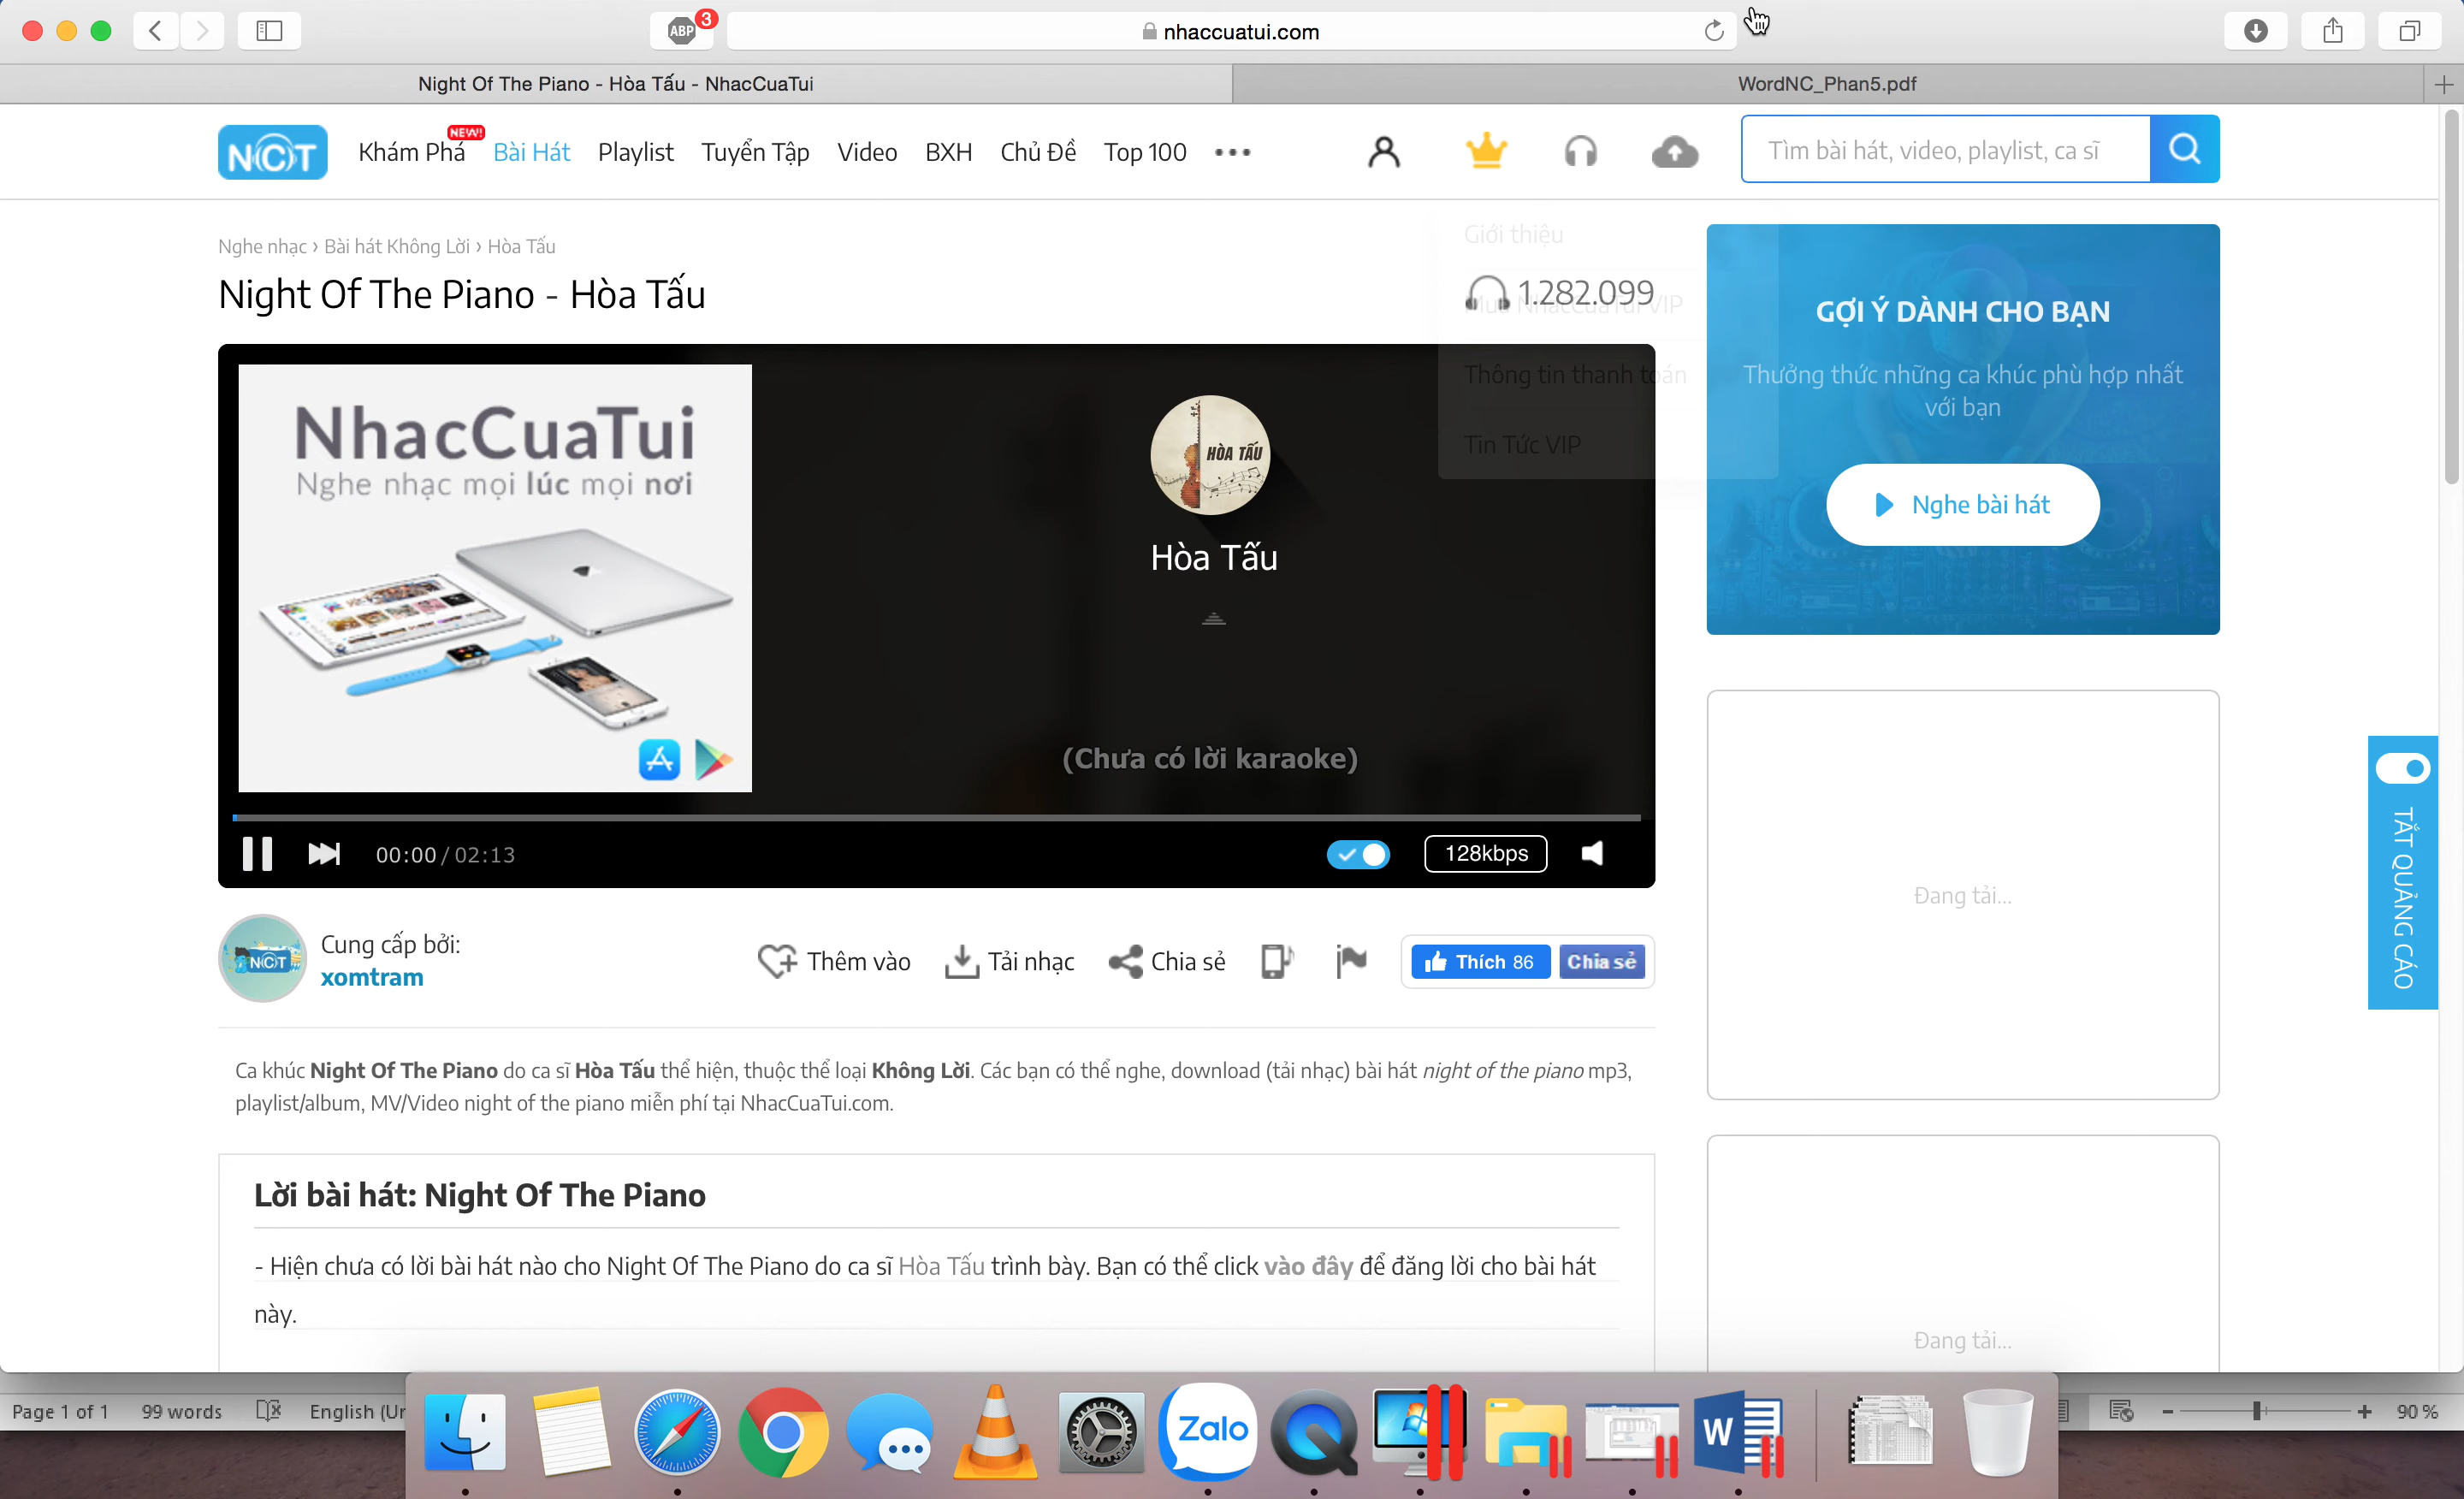 ABP
3
nhaccuatui.com
Night Of The Piano - Hòa Tấu - NhacCuaTui
WordNC_Phan5.pdf
NCT
Khám Phá
NEW!
Bài Hát
Playlist
Tuyển Tập
Video
BXH
Chủ Đề
Top 100
Tìm bài hát, video, playlist, ca sĩ
Nghe nhạc › Bài hát Không Lời › Hòa Tấu
Night Of The Piano - Hòa Tấu
Giới thiệu
1.282.099
Mua NhacCuaTui VIP
Thông tin thanh toán
Tin Tức VIP
GỢI Ý DÀNH CHO BẠN
Thưởng thức những ca khúc phù hợp nhất
với bạn
Nghe bài hát
NhacCuaTui
Nghe nhạc mọi lúc mọi nơi
HÒA TẤU
Hòa Tấu
(Chưa có lời karaoke)
00:00 / 02:13
128kbps
Đang tải...
TẮT QUẢNG CÁO
NCT
Cung cấp bởi:
xomtram
Thêm vào
Tải nhạc
Chia sẻ
Thích 86
Chia sẻ
Ca khúc Night Of The Piano do ca sĩ Hòa Tấu thể hiện, thuộc thể loại Không Lời. Các bạn có thể nghe, download (tải nhạc) bài hát night of the piano mp3,
playlist/album, MV/Video night of the piano miễn phí tại NhacCuaTui.com.
Lời bài hát: Night Of The Piano
- Hiện chưa có lời bài hát nào cho Night Of The Piano do ca sĩ Hòa Tấu trình bày. Bạn có thể click vào đây để đăng lời cho bài hát
này.
Đang tải...
Page 1 of 1
99 words
English (Un
Zalo
W
90 %